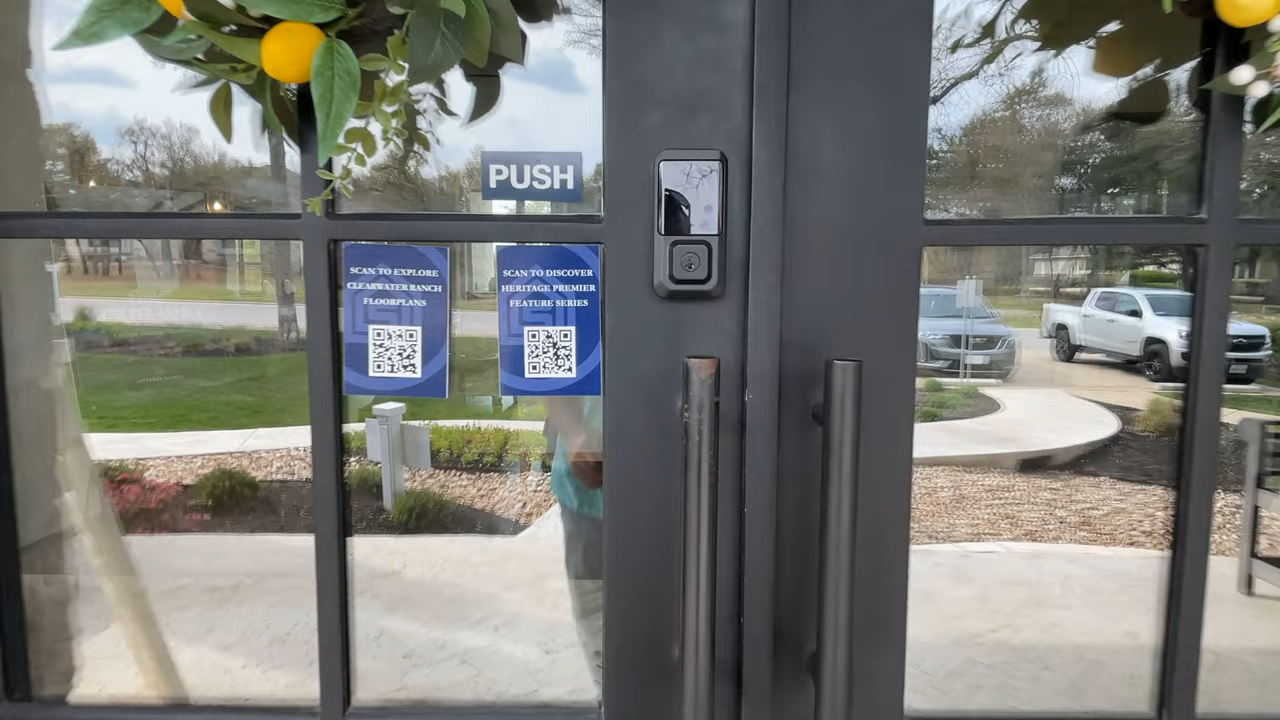 PUSH
SCAN TO EXPLORE
CLEARWATER RANCH
FLOORPLANS
SCAN TO DISCOVER
HERITAGE PREMIER
FEATURE SERIES